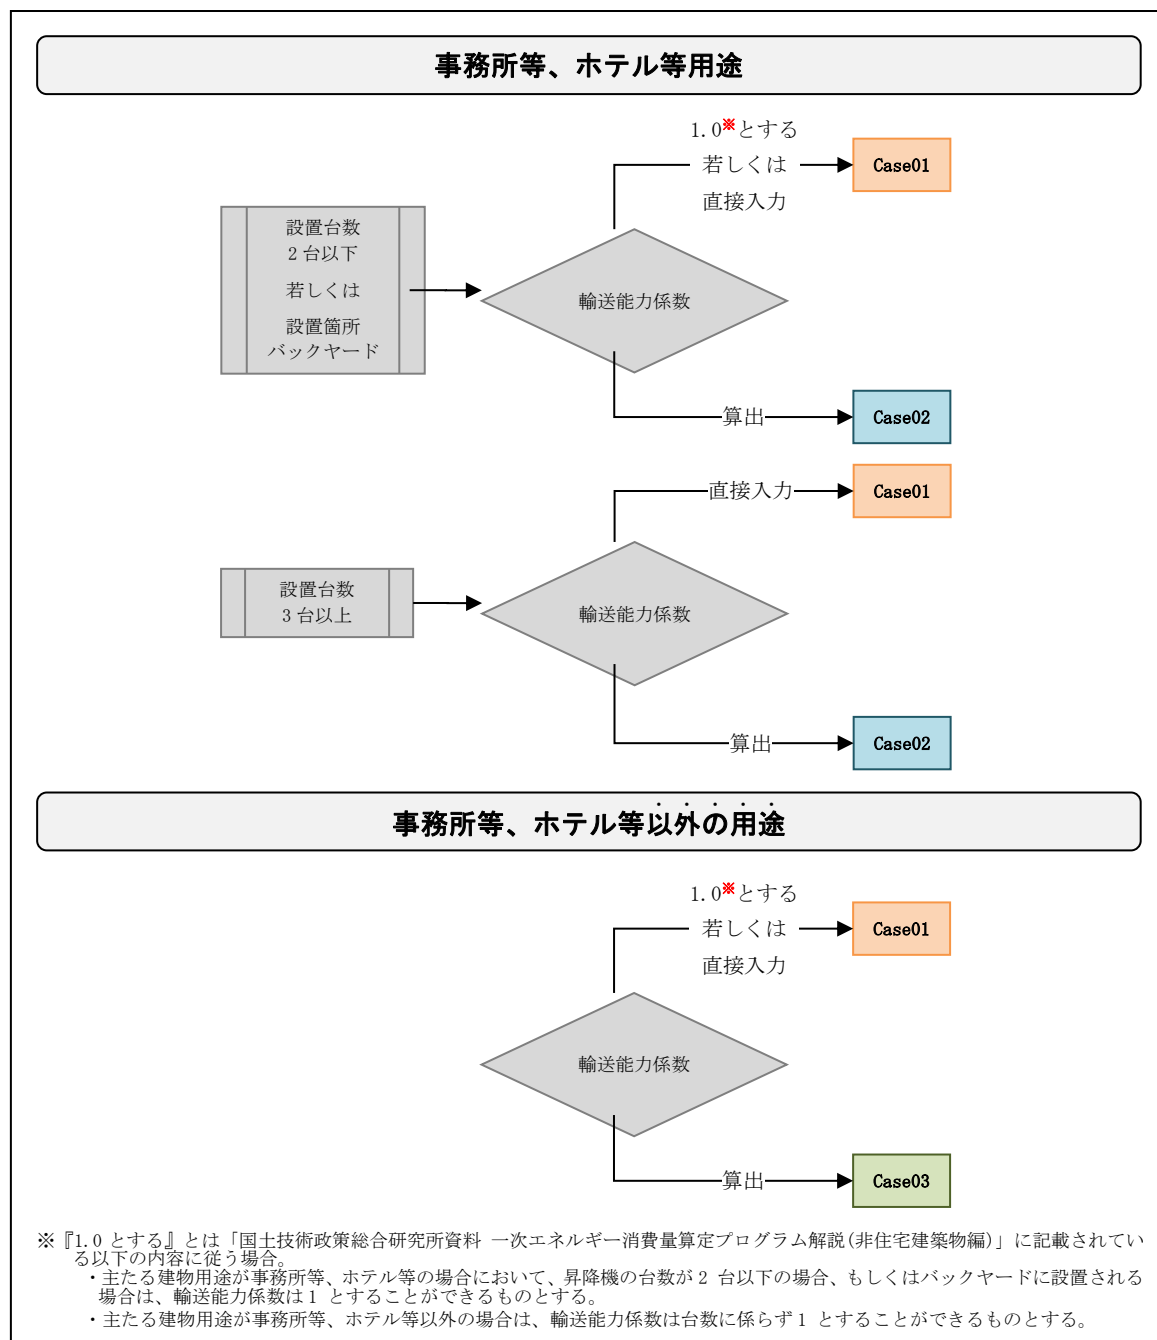 事務所等、ホテル等用途
1.0※とする
若しくは
直接入力
Case01
設置台数
2台以下
若しくは
設置箇所
バックヤード
輸送能力係数
算出
Case02
直接入力
Case01
設置台数
3台以上
輸送能力係数
算出
Case02
事務所等、ホテル等以外の用途
1.0※とする
若しくは
直接入力
Case01
輸送能力係数
算出
Case03
※『1.0とする』とは「国土技術政策総合研究所資料 一次エネルギー消費量算定プログラム解説(非住宅建築物編)」に記載されてい
る以下の内容に従う場合。
・主たる建物用途が事務所等、ホテル等の場合において、昇降機の台数が2 台以下の場合、もしくはバックヤードに設置される
場合は、輸送能力係数は1 とすることができるものとする。
・主たる建物用途が事務所等、ホテル等以外の場合は、輸送能力係数は台数に係らず1 とすることができるものとする。